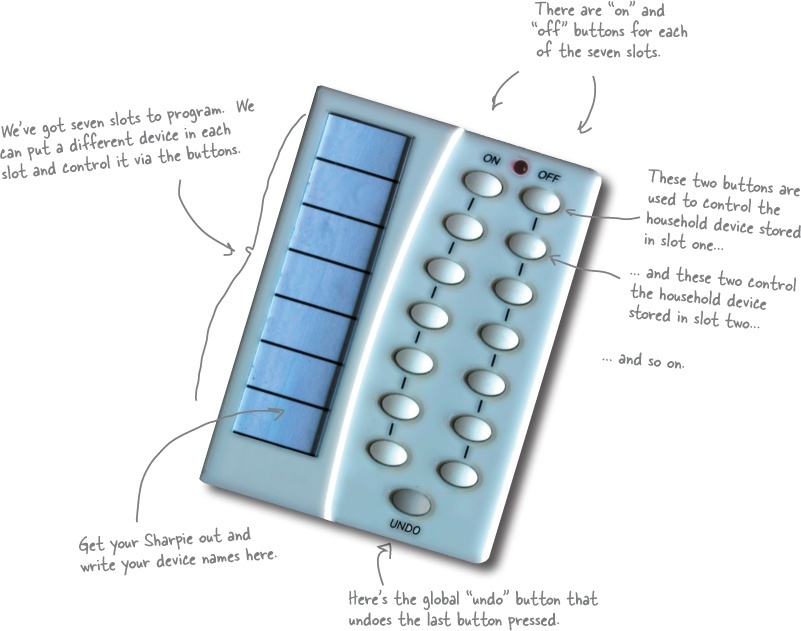 There are “on” and
“off” buttons for each
of the seven slots.
We’ve got seven slots to program. We
can put a different device in each
slot and control it via the buttons.
ON
OFF
These two buttons are
used to control the
household device stored
in slot one...
... and these two control
the household device
stored in slot two...
... and so on.
UNDO
Get your Sharpie out and
write your device names here.
Here’s the global “undo” button that
undoes the last button pressed.